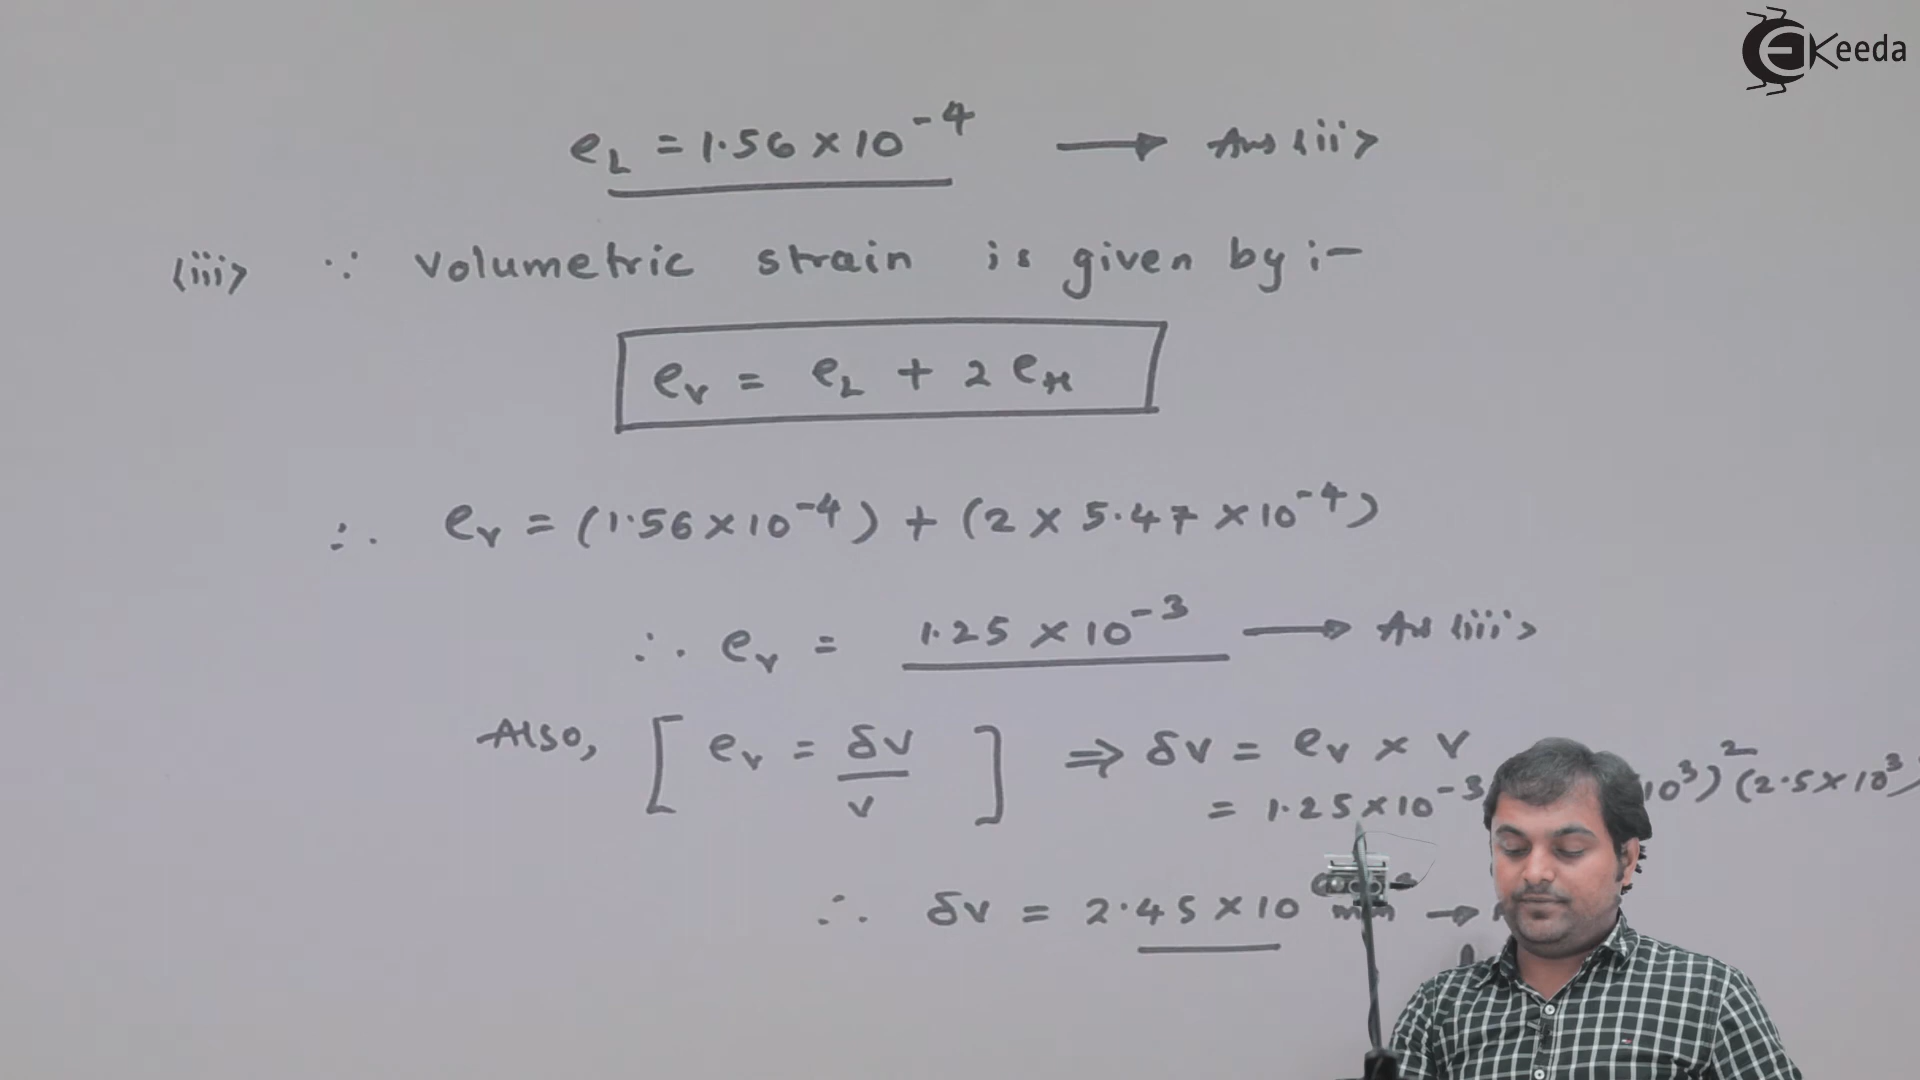 eKeeda
e_L = 1.56 × 10^-4 → Ans <ii>
<iii> ∵ volumetric strain is given by :-
e_v = e_L + 2 e_H
∴ e_v = (1.56 × 10^-4) + (2 × 5.47 × 10^-4)
∴ e_v = 1.25 × 10^-3 → Ans <iii>
Also, [ e_v = δv / v ] ⇒ δv = e_v × v
= 1.25 × 10^-3 10^3)^2 (2.5 × 10^3)
∴ δv = 2.45 × 10 →